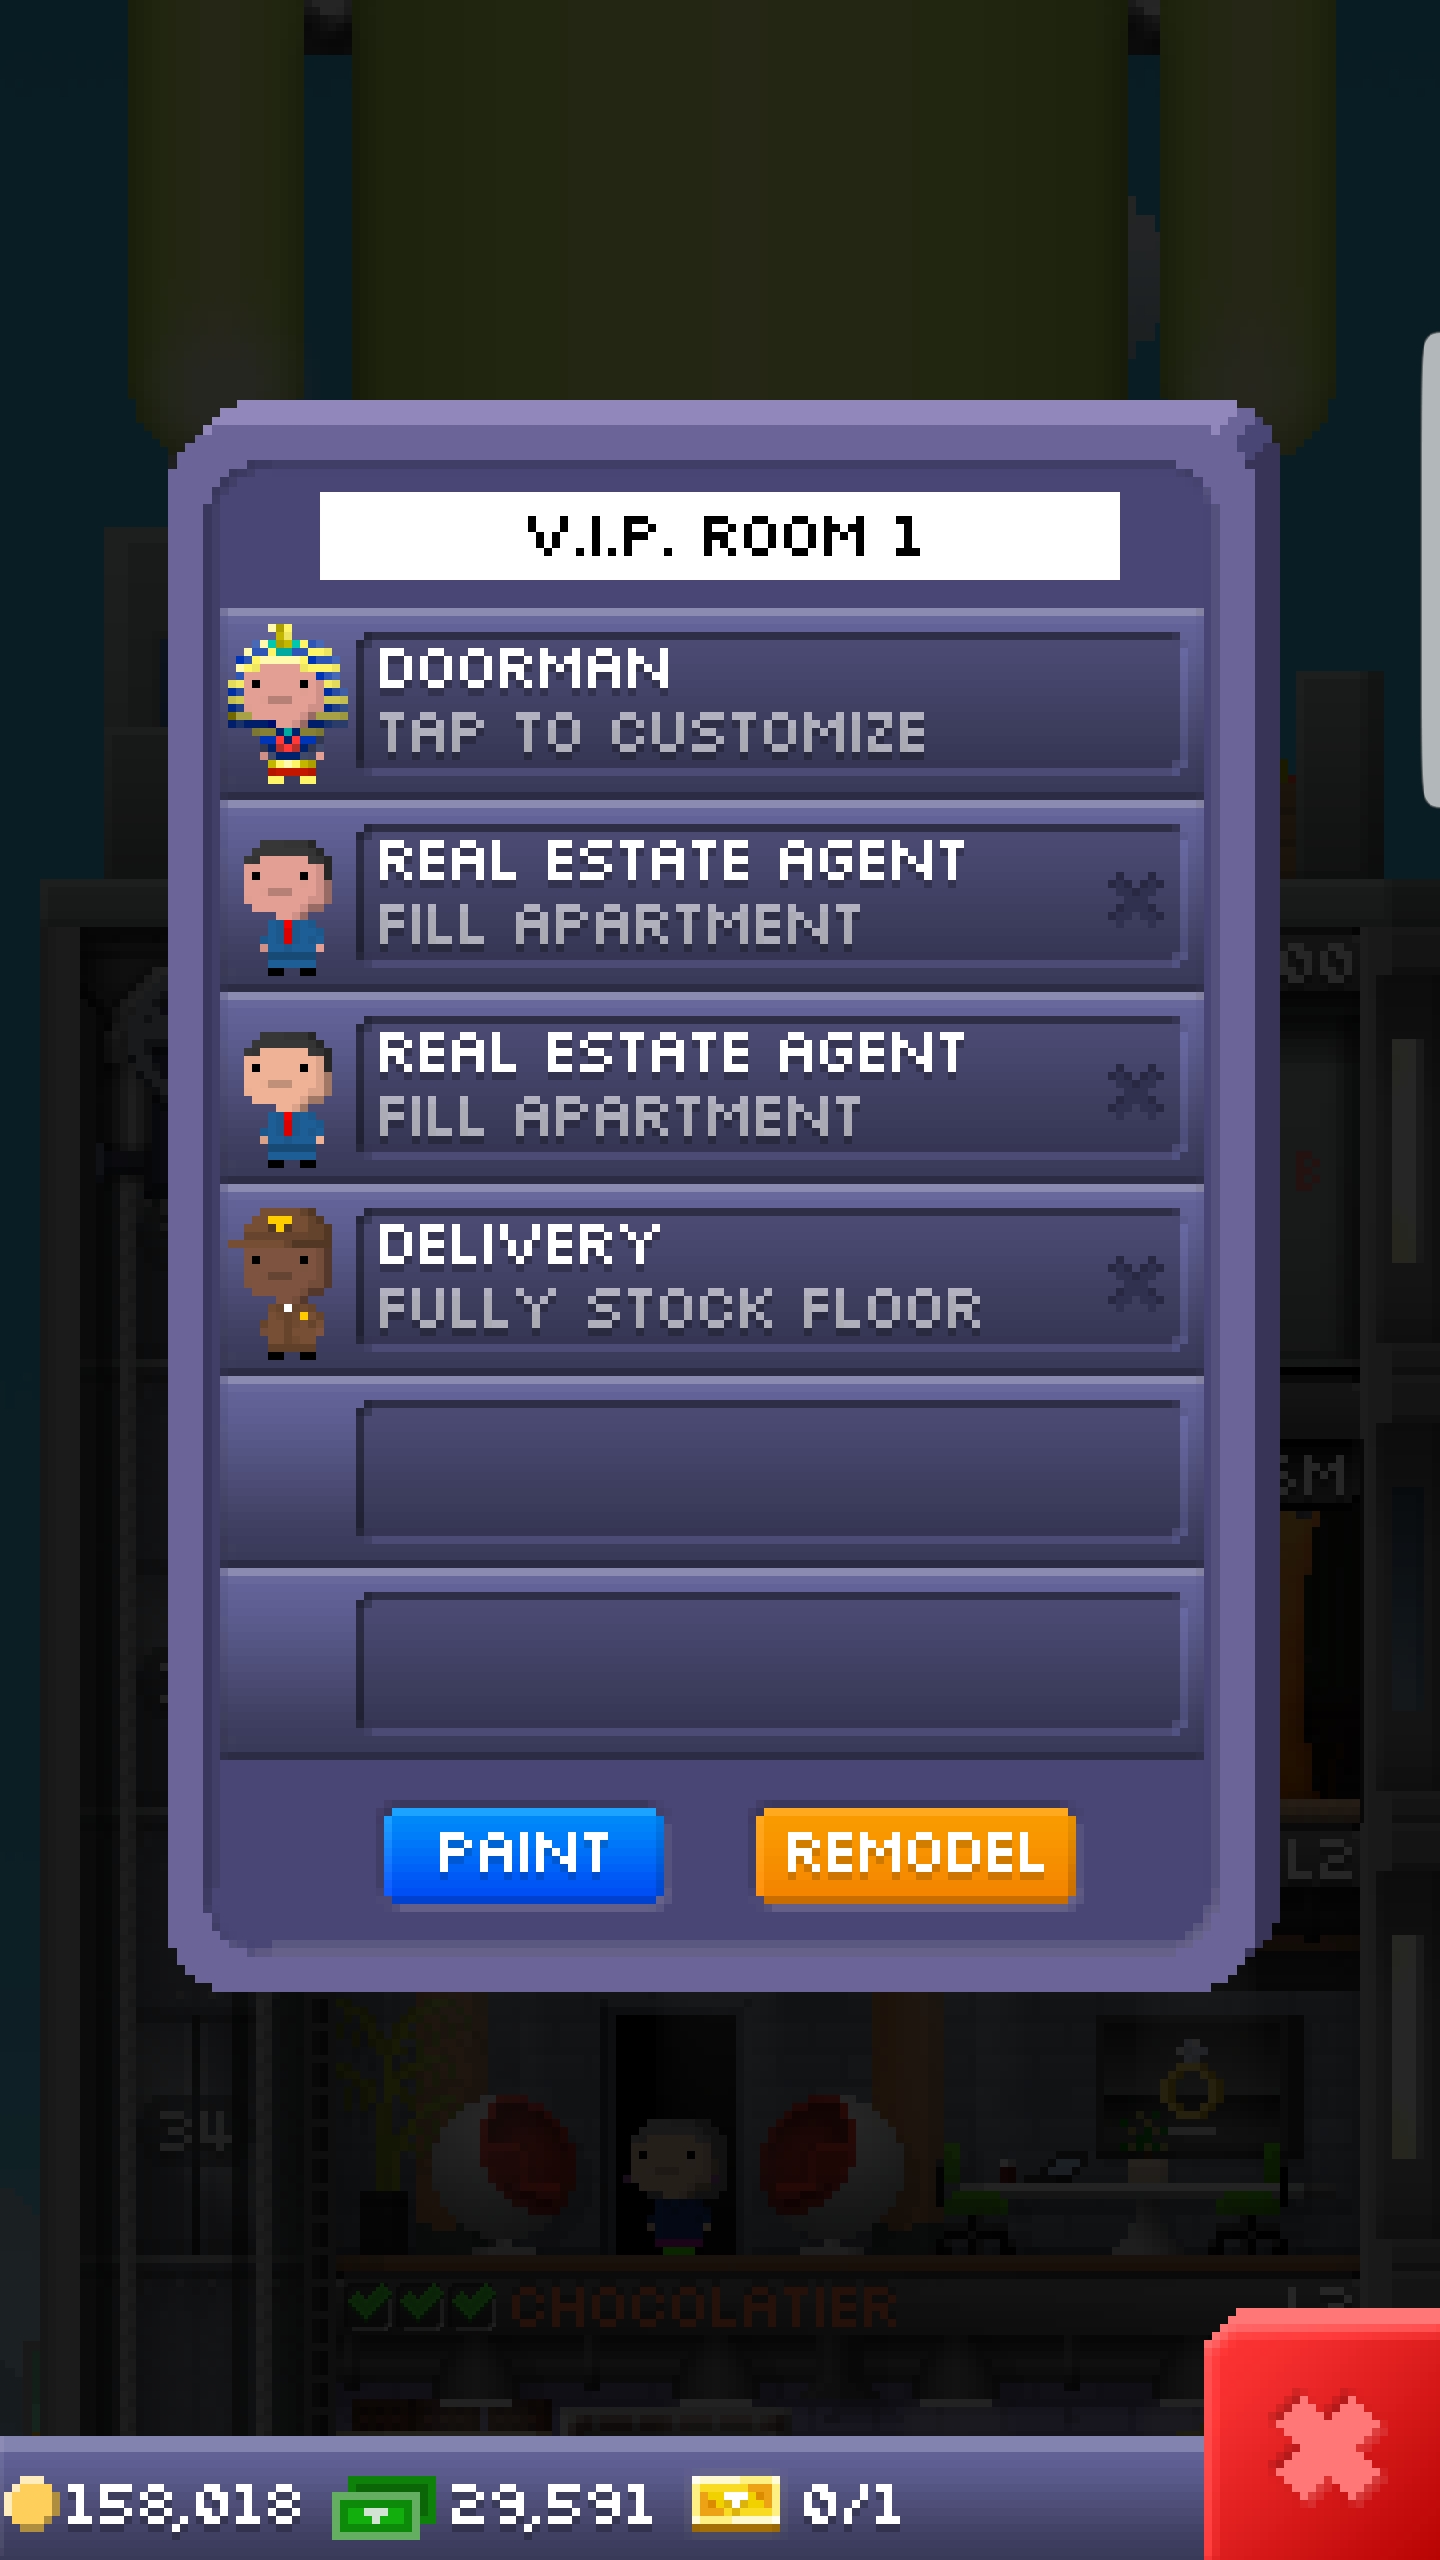 V.I.P. ROOM 1
DOORMAN
TAP TO CUSTOMIZE
REAL ESTATE AGENT
FILL APARTMENT
REAL ESTATE AGENT
FILL APARTMENT
DELIVERY
FULLY STOCK FLOOR
PAINT
REMODEL
34
CHOCOLATIER
158,018
29,591
0/1